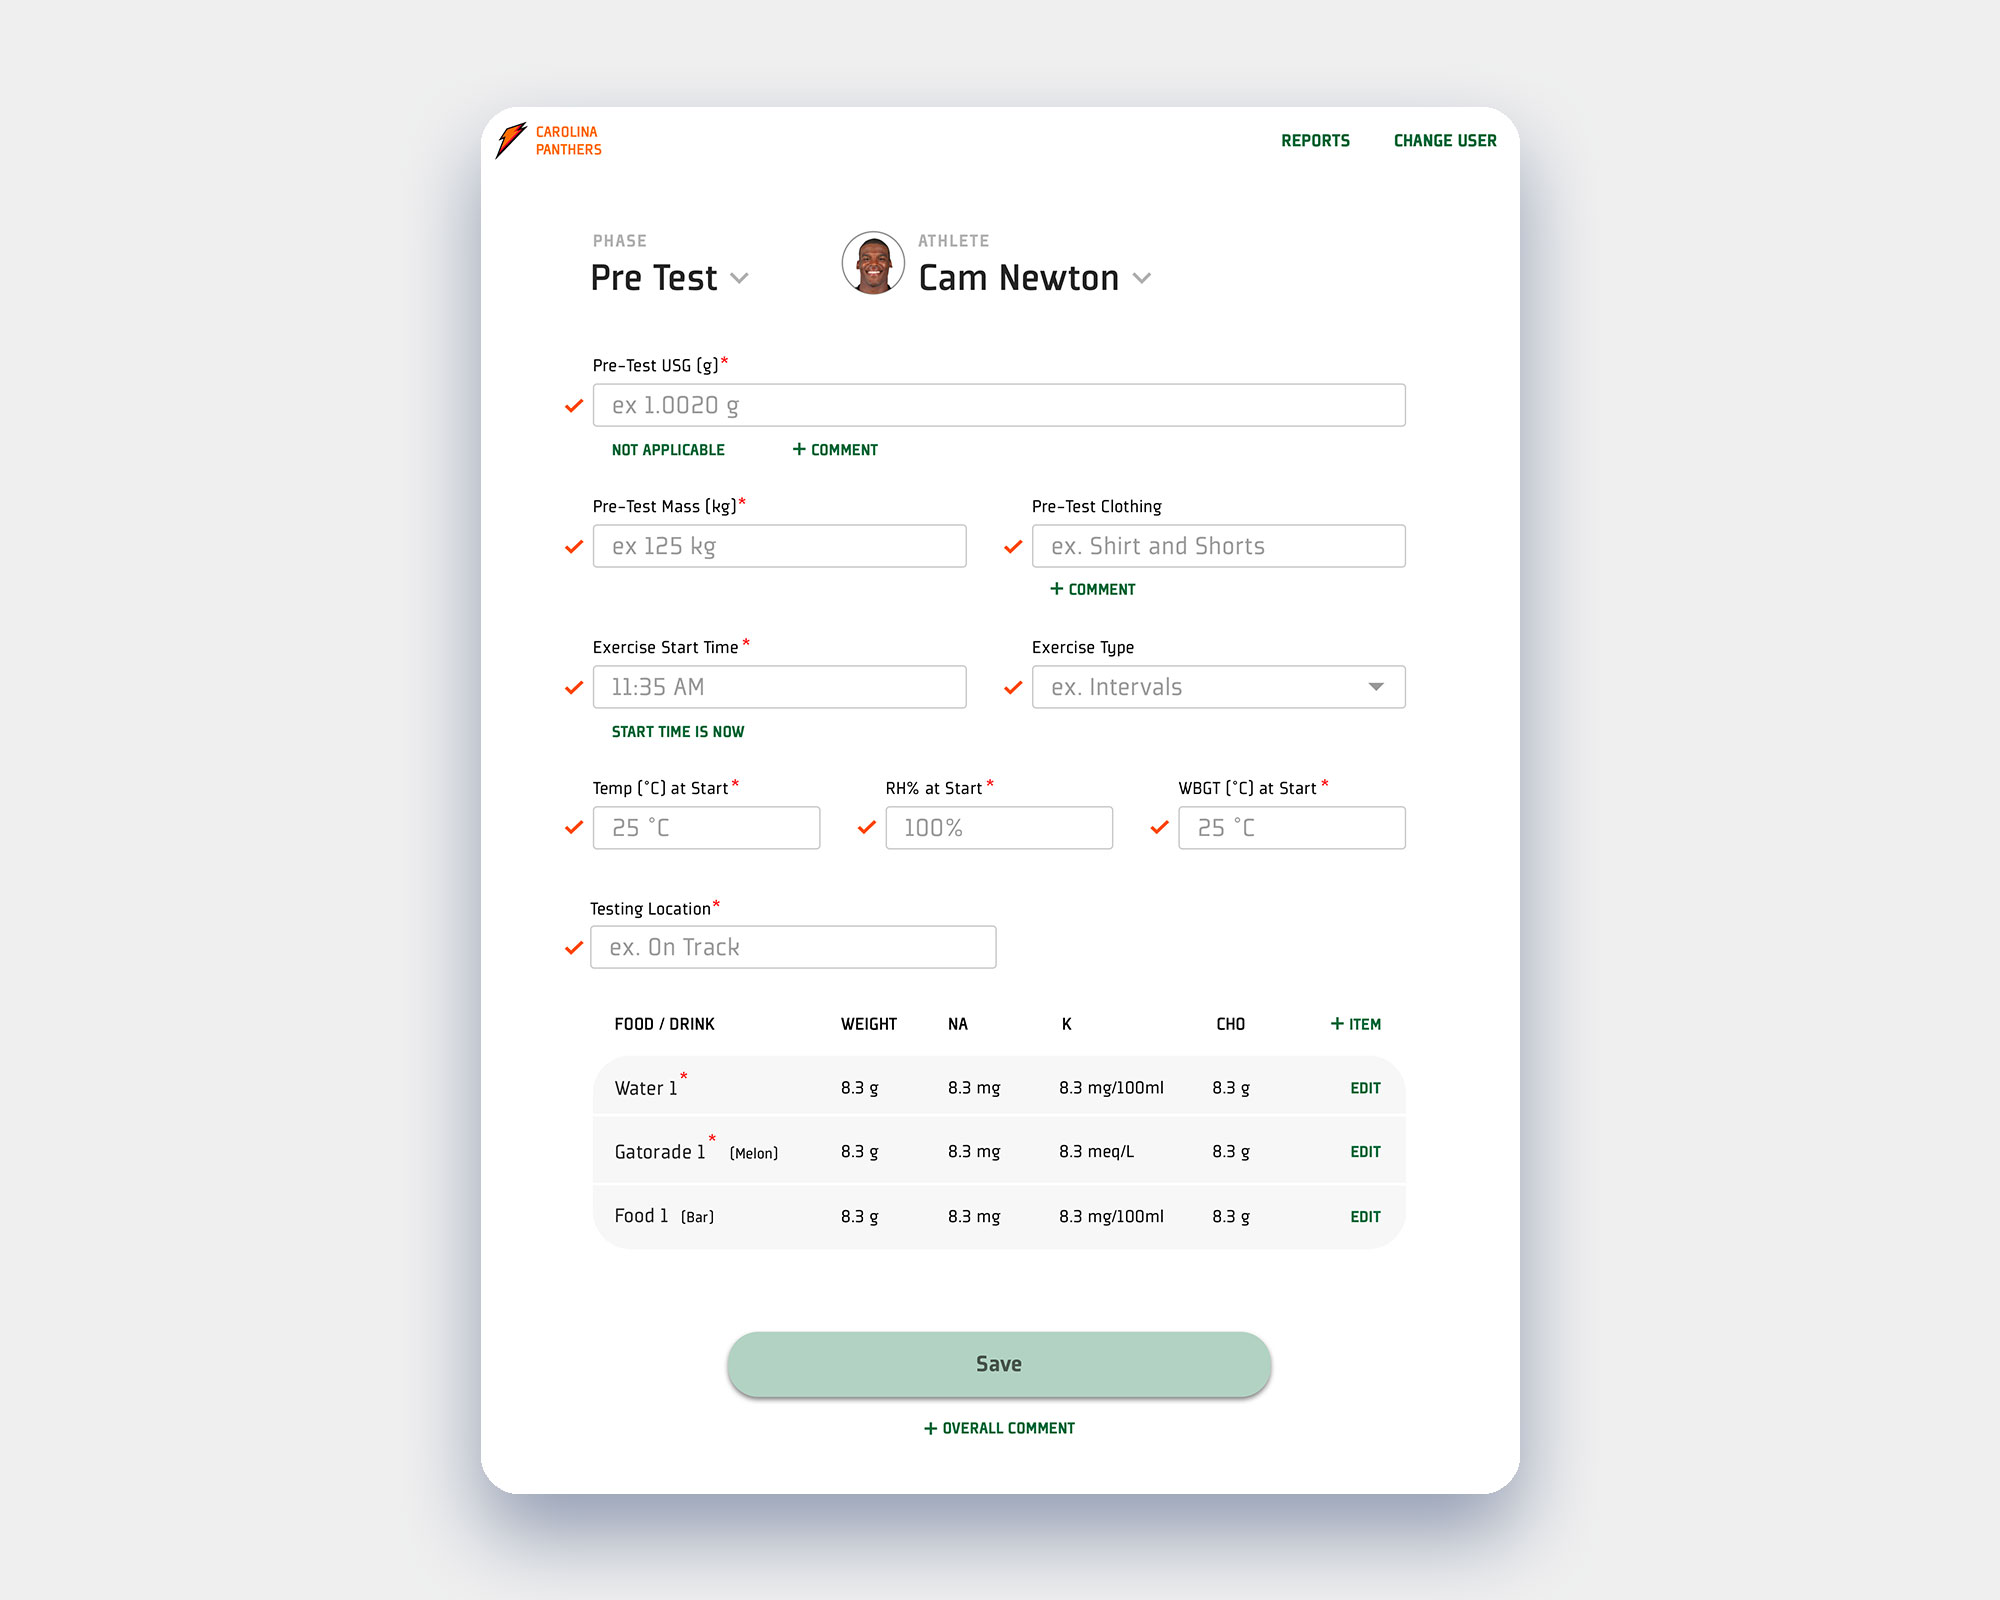 CAROLINA
PANTHERS
REPORTS CHANGE USER
PHASE ATHLETE
Pre Test Cam Newton
Pre-Test USG (g)*
ex 1.0020 g
NOT APPLICABLE + COMMENT
Pre-Test Mass (kg)* Pre-Test Clothing
ex 125 kg ex. Shirt and Shorts
+ COMMENT
Exercise Start Time * Exercise Type
11:35 AM ex. Intervals
START TIME IS NOW
Temp (°C) at Start * RH% at Start * WBGT (°C) at Start *
25 °C 100% 25 °C
Testing Location*
ex. On Track
FOOD / DRINK WEIGHT NA K CHO + ITEM
Water 1 * 8.3 g 8.3 mg 8.3 mg/100ml 8.3 g EDIT
Gatorade 1 * (Melon) 8.3 g 8.3 mg 8.3 meq/L 8.3 g EDIT
Food 1 (Bar) 8.3 g 8.3 mg 8.3 mg/100ml 8.3 g EDIT
Save
+ OVERALL COMMENT